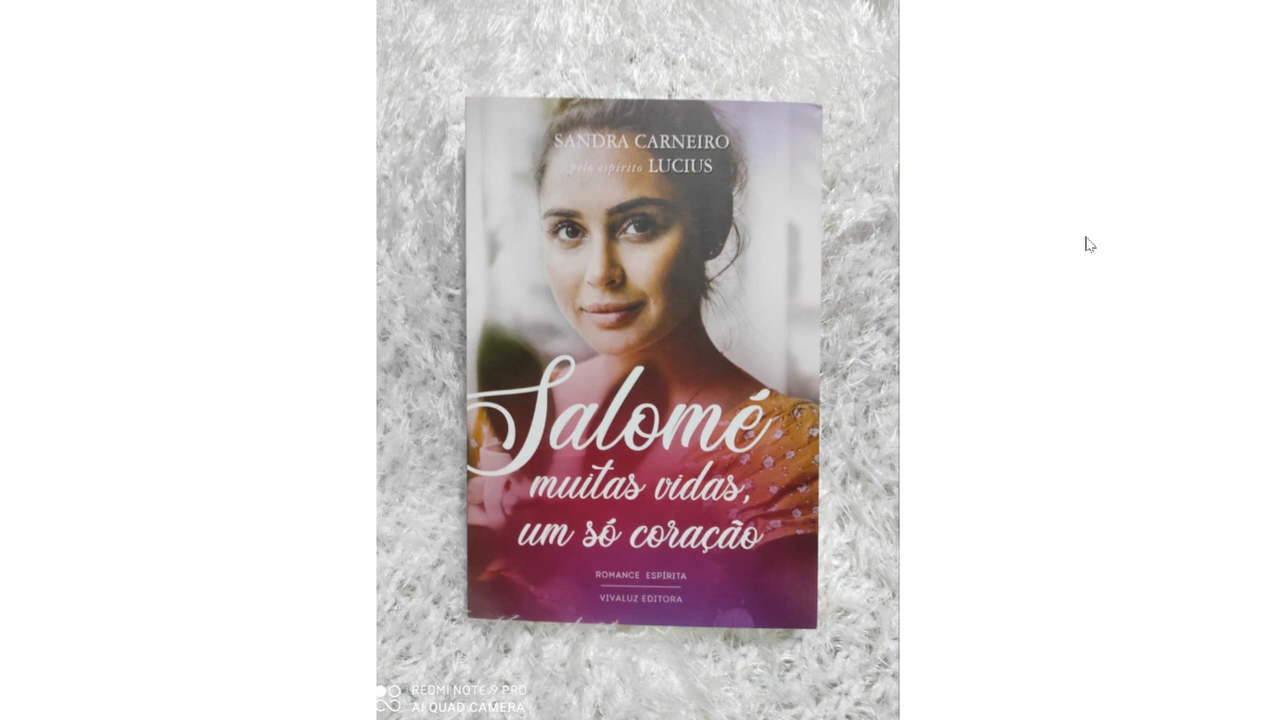 SANDRA CARNEIRO
pelo espírito LUCIUS
Salomé
muitas vidas,
um só coração
ROMANCE ESPÍRITA
VIVALUZ EDITORA
REDMI NOTE 9 PRO
AI QUAD CAMERA